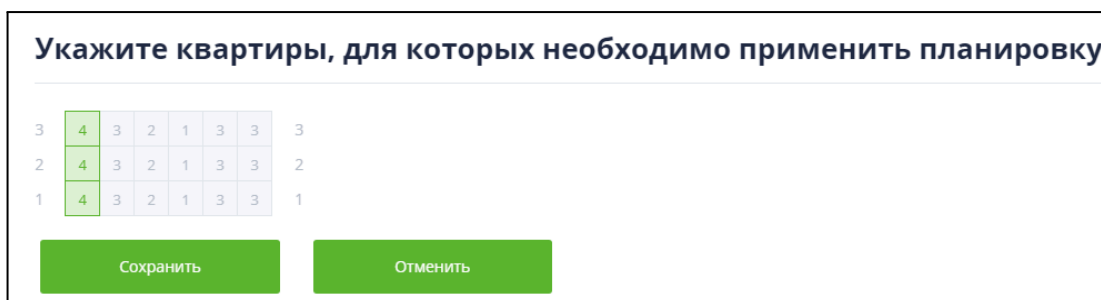 Укажите квартиры, для которых необходимо применить планировку
3 4 3 2 1 3 3 3
2 4 3 2 1 3 3 2
1 4 3 2 1 3 3 1
Сохранить Отменить